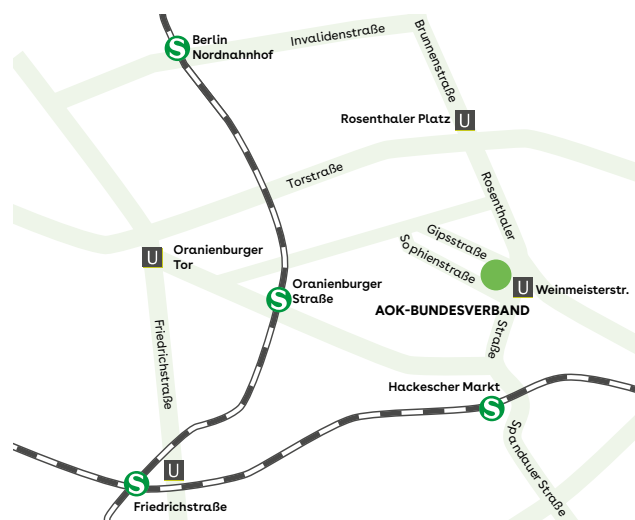 Berlin
Nordnahnhof
S
Invalidenstraße
Brunnenstraße
Rosenthaler Platz
U
Torstraße
Rosenthaler
Gipsstraße
Sophienstraße
U
Oranienburger
Tor
Oranienburger
Straße
S
U
Weinmeisterstr.
AOK-BUNDESVERBAND
Straße
Friedrichstraße
Hackescher Markt
S
Spandauer Straße
U
S
Friedrichstraße